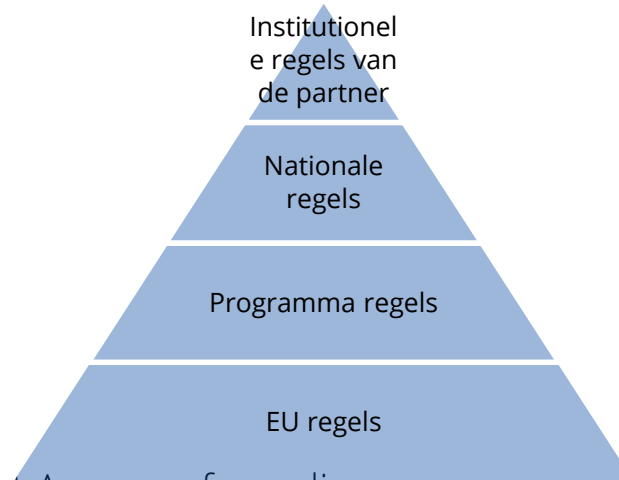 Institutionel
e regels van
de partner
Nationale
regels
Programma regels
EU regels